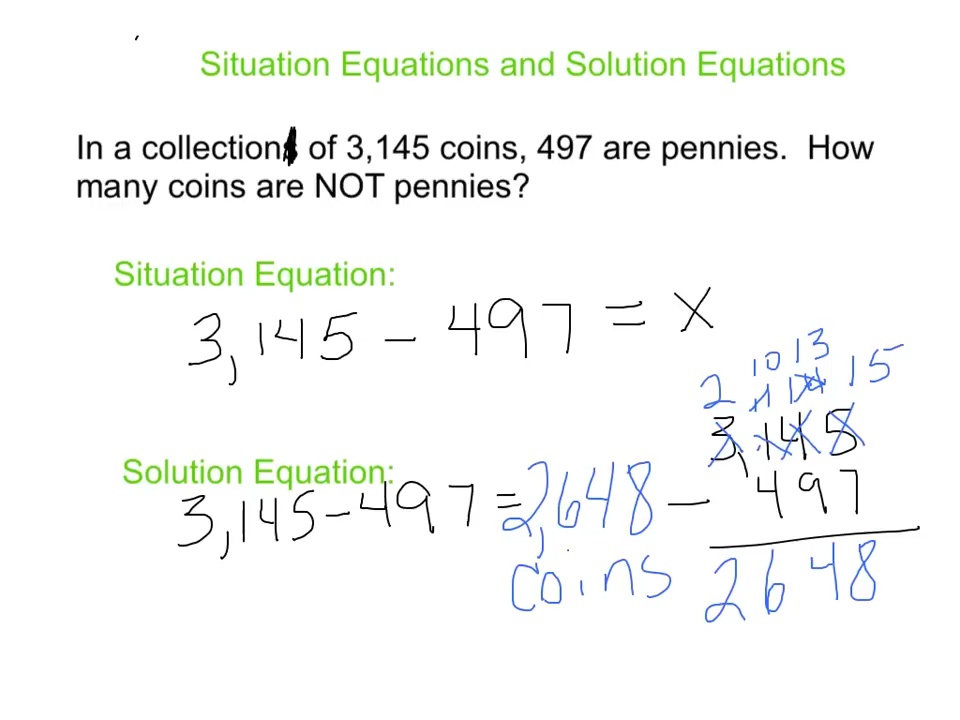 Situation Equations and Solution Equations
In a collection of 3,145 coins, 497 are pennies. How
many coins are NOT pennies?
Situation Equation:
3,145 - 497 = x
Solution Equation:
3,145 - 497 = 2,648
coins
10 13
2 11 14 15
3,145
- 497
2648